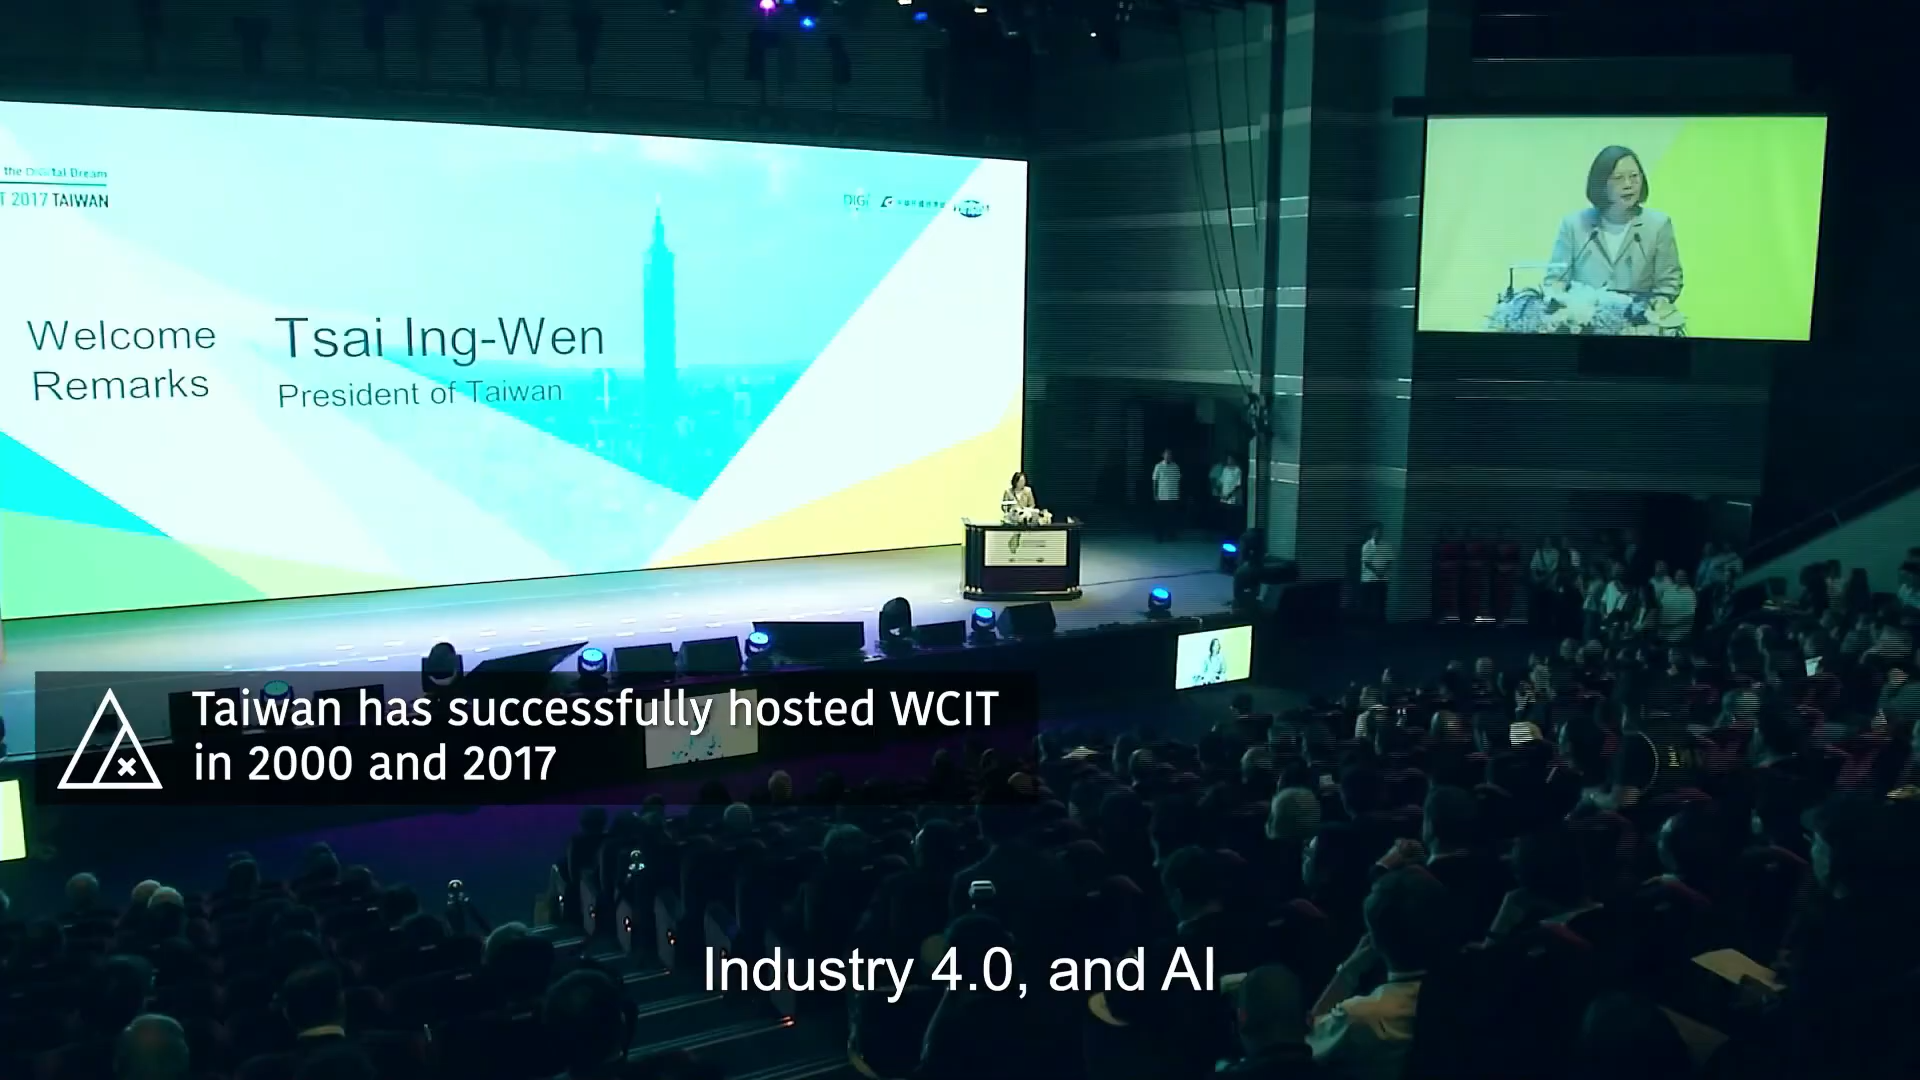 the Digital Dream
T 2017 TAIWAN
DIGI
Welcome
Remarks
Tsai Ing-Wen
President of Taiwan
Taiwan has successfully hosted WCIT
in 2000 and 2017
Industry 4.0, and AI